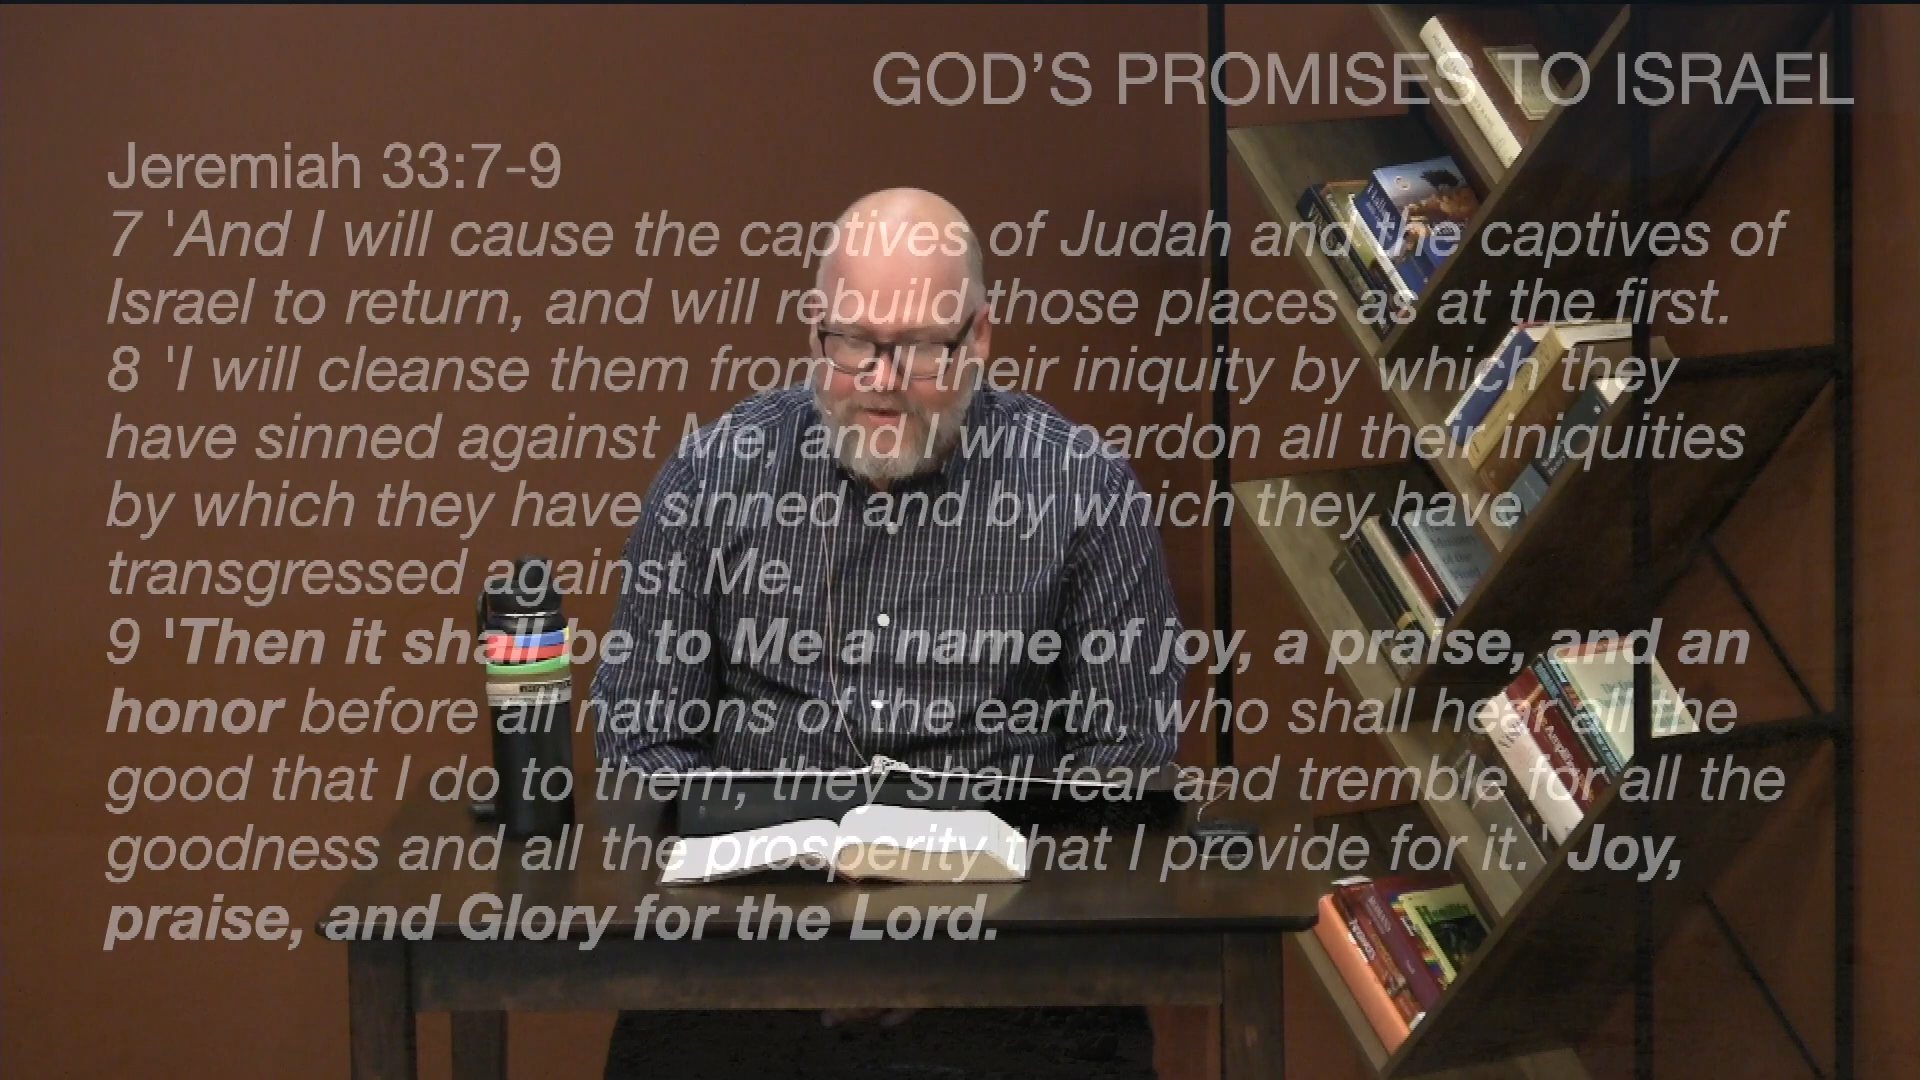 GOD’S PROMISES TO ISRAEL
Jeremiah 33:7-9
7 'And I will cause the captives of Judah and the captives of
Israel to return, and will rebuild those places as at the first.
8 'I will cleanse them from all their iniquity by which they
have sinned against Me, and I will pardon all their iniquities
by which they have sinned and by which they have
transgressed against Me.
9 'Then it shall be to Me a name of joy, a praise, and an
honor before all nations of the earth, who shall hear all the
good that I do to them; they shall fear and tremble for all the
goodness and all the prosperity that I provide for it.' Joy,
praise, and Glory for the Lord.